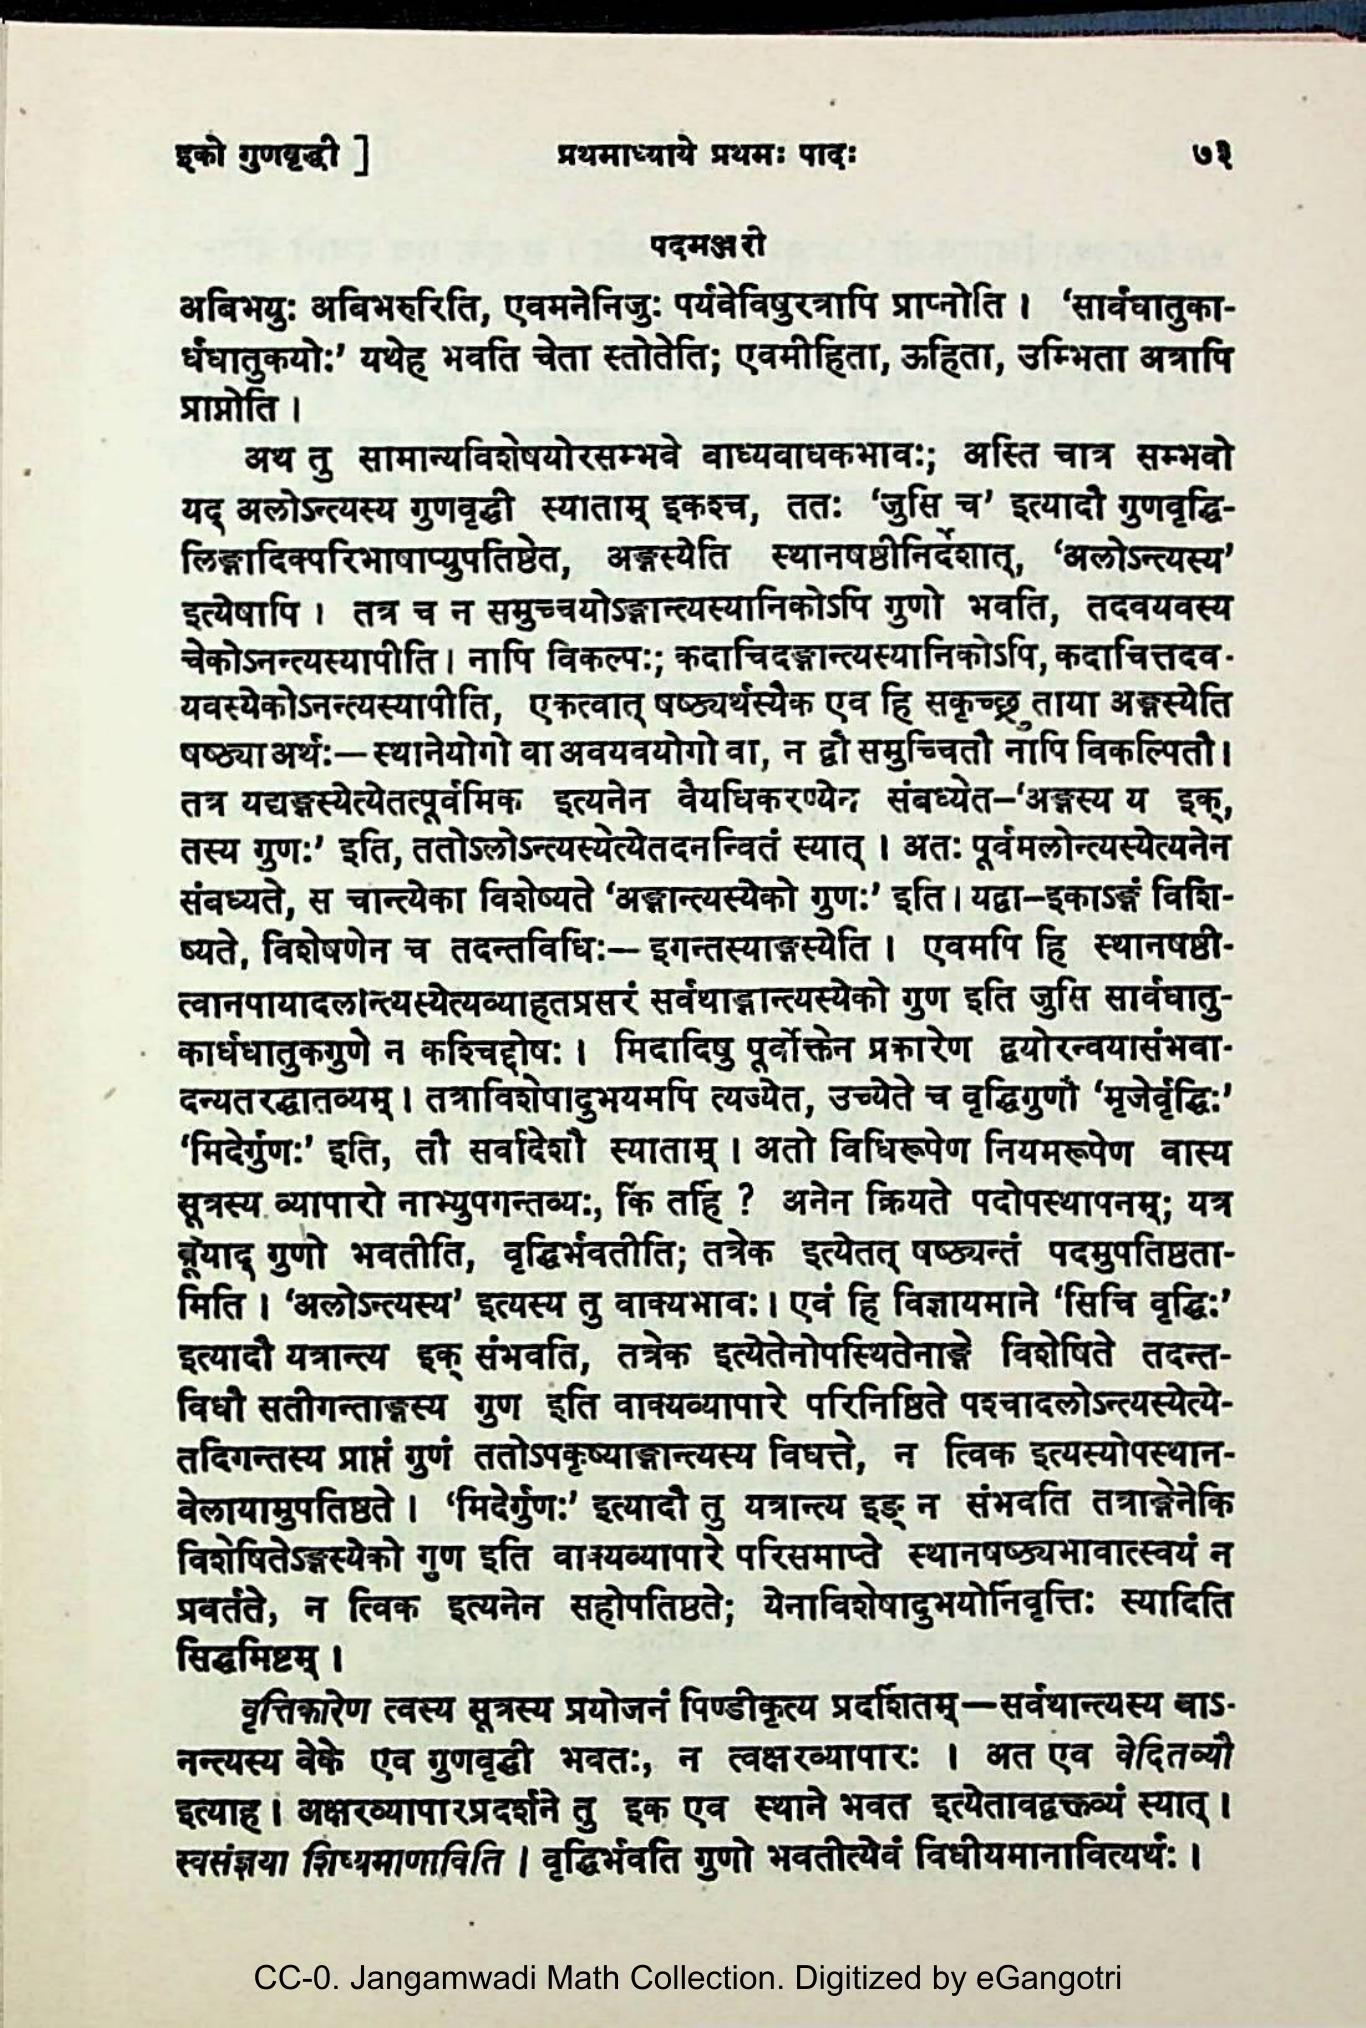 इको गुणवृद्धी ] प्रथमाध्याये प्रथमः पादः ७३
पदमञ्जरी
अबिभयुः अबिभरुरिति, एवमनेनिजुः पर्यवेविषुरत्रापि प्राप्नोति । ‘सार्वधातुका-
र्धधातुकयोः’ यथेह भवति चेता स्तोतेति; एवमीहिता, ऊहिता, उम्भिता अत्रापि
प्राप्नोति ।
अथ तु सामान्यविशेषयोरसम्भवे बाध्यबाधकभावः; अस्ति चात्र सम्भवो
यद् अलोऽन्त्यस्य गुणवृद्धी स्याताम् इकश्च, ततः ‘जुसि च’ इत्यादौ गुणवृद्धि-
लिङ्गादिक्परिभाषाप्युपतिष्ठेत, अङ्गस्येति स्थानषष्ठीनिर्देशात्, ‘अलोऽन्त्यस्य’
इत्येषापि । तत्र च न समुच्चयोऽङ्गान्त्यस्यानिकोऽपि गुणो भवति, तदवयवस्य
चेकोऽनन्त्यस्यापीति । नापि विकल्पः; कदाचिदङ्गान्त्यस्यानिकोऽपि, कदाचित्तदव-
यवस्येकोऽनन्त्यस्यापीति, एकत्वात् षष्ठ्यर्थस्यैक एव हि सकृच्छ्रुताया अङ्गस्येति
षष्ठ्या अर्थः—स्थानेयोगो वा अवयवयोगो वा, न द्वौ समुच्चितौ नापि विकल्पितौ ।
तत्र यद्यङ्गस्येत्येतत्पूर्वमिक इत्यनेन वैयधिकरण्येन संबध्येत–‘अङ्गस्य य इक्,
तस्य गुणः’ इति, ततोऽलोऽन्त्यस्येत्येतदनन्वितं स्यात् । अतः पूर्वमलोन्त्यस्येत्यनेन
संबध्यते, स चान्त्येका विशेष्यते ‘अङ्गान्त्यस्येको गुणः’ इति । यद्वा–इकाऽङ्गं विशि-
ष्यते, विशेषणेन च तदन्तविधिः— इगन्तस्याङ्गस्येति । एवमपि हि स्थानषष्ठी-
त्वानपायादलोन्त्यस्येत्यव्याहतप्रसरं सर्वथाङ्गान्त्यस्येको गुण इति जुसि सार्वधातु-
कार्धधातुकगुणे न कश्चिद्दोषः । मिदादिषु पूर्वोक्तेन प्रकारेण द्वयोरन्वयासंभवा-
दन्यतरद्धातव्यम् । तत्राविशेषादुभयमपि त्यज्येत, उच्येते च वृद्धिगुणौ ‘मृजेर्वृद्धिः’
‘मिदेर्गुणः’ इति, तौ सर्वादेशौ स्याताम् । अतो विधिरूपेण नियमरूपेण वास्य
सूत्रस्य व्यापारो नाभ्युपगन्तव्यः, किं तर्हि ? अनेन क्रियते पदोपस्थापनम्; यत्र
ब्रूयाद् गुणो भवतीति, वृद्धिर्भवतीति; तत्रेक इत्येतत् षष्ठ्यन्तं पदमुपतिष्ठता-
मिति । ‘अलोऽन्त्यस्य’ इत्यस्य तु वाक्यभावः । एवं हि विज्ञायमाने ‘सिचि वृद्धिः’
इत्यादौ यत्रान्त्य इक् संभवति, तत्रेक इत्येतेनोपस्थितेनाङ्गे विशेषिते तदन्त-
विधौ सतीगन्ताङ्गस्य गुण इति वाक्यव्यापारे परिनिष्ठिते पश्चादलोऽन्त्यस्येत्ये-
तदिगन्तस्य प्राप्तं गुणं ततोऽपकृष्याङ्गान्त्यस्य विधत्ते, न त्विक इत्यस्योपस्थान-
वेलायामुपतिष्ठते । ‘मिदेर्गुणः’ इत्यादौ तु यत्रान्त्य इङ् न संभवति तत्राङ्गेनेकि
विशेषितेऽङ्गस्येको गुण इति वाक्यव्यापारे परिसमाप्ते स्थानषष्ठ्यभावात्स्वयं न
प्रवर्तते, न त्विक इत्यनेन सहोपतिष्ठते; येनाविशेषादुभयोर्निवृत्तिः स्यादिति
सिद्धमिष्टम् ।
वृत्तिकारेण त्वस्य सूत्रस्य प्रयोजनं पिण्डीकृत्य प्रदर्शितम्—सर्वथान्त्यस्य वाऽ-
नन्त्यस्य वेके एव गुणवृद्धी भवतः, न त्वक्षरव्यापारः । अत एव वेदितव्यौ
इत्याह । अक्षरव्यापारप्रदर्शने तु इक एव स्थाने भवत इत्येतावद्वक्तव्यं स्यात् ।
स्वसंज्ञया शिष्यमाणाविति । वृद्धिर्भवति गुणो भवतीत्येवं विधीयमानावित्यर्थः ।
CC-0. Jangamwadi Math Collection. Digitized by eGangotri